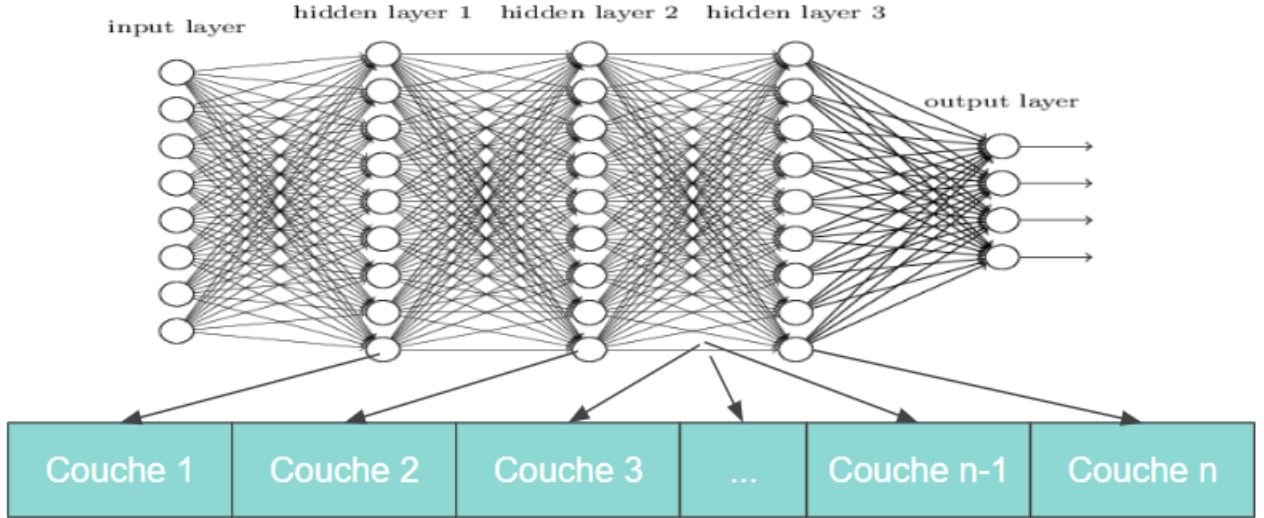 input layer
hidden layer 1
hidden layer 2
hidden layer 3
output layer
Couche 1
Couche 2
Couche 3
...
Couche n-1
Couche n